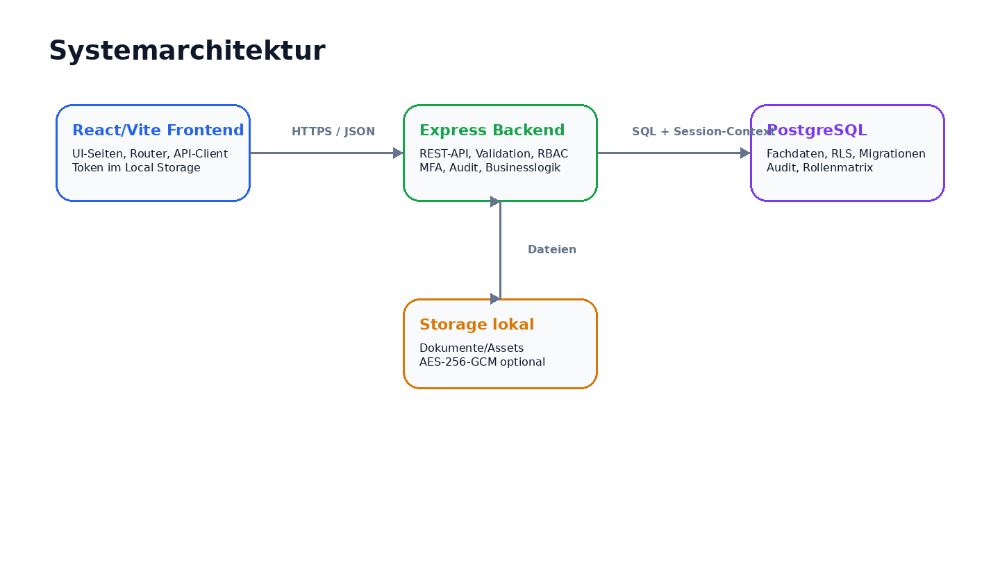 Systemarchitektur
React/Vite Frontend
UI-Seiten, Router, API-Client
Token im Local Storage
HTTPS / JSON
Express Backend
REST-API, Validation, RBAC
MFA, Audit, Businesslogik
SQL + Session-Context
PostgreSQL
Fachdaten, RLS, Migrationen
Audit, Rollenmatrix
Dateien
Storage lokal
Dokumente/Assets
AES-256-GCM optional